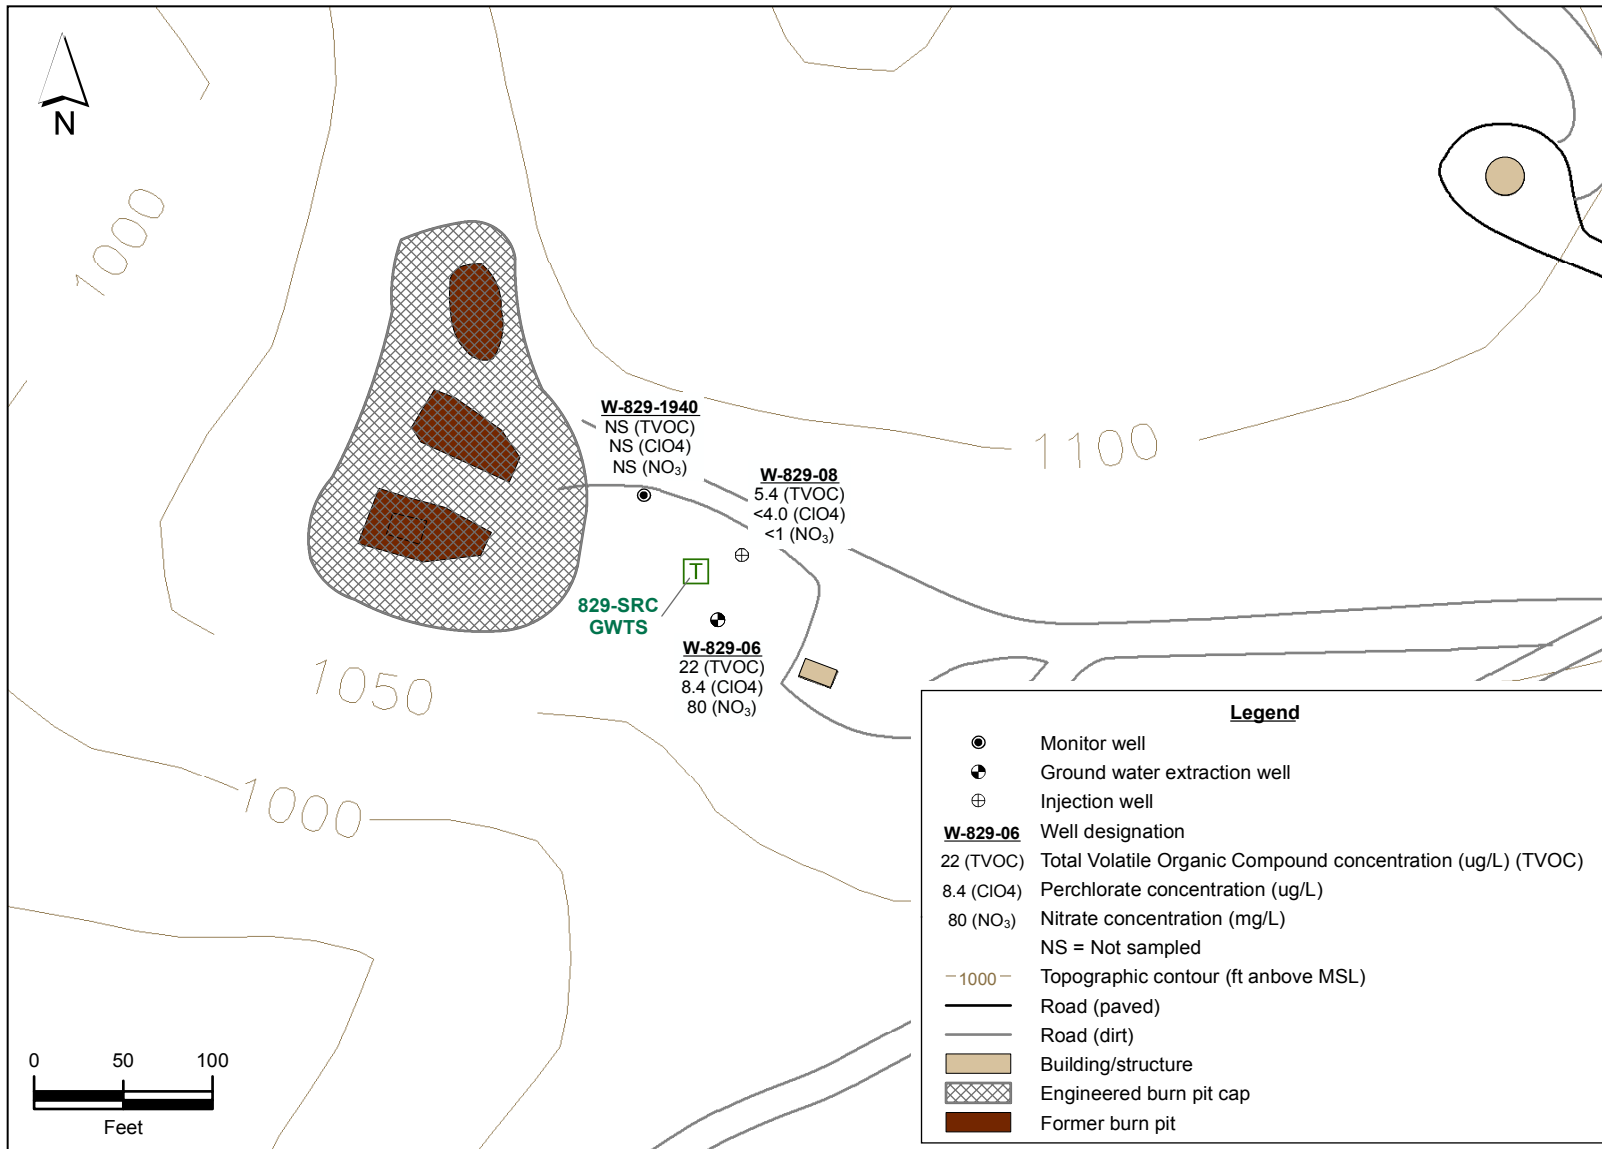 N
1000
W-829-1940
NS (TVOC)
NS (ClO4)
NS (NO₃)
1100
W-829-08
5.4 (TVOC)
<4.0 (ClO4)
<1 (NO₃)
T
829-SRC
GWTS
W-829-06
22 (TVOC)
8.4 (ClO4)
80 (NO₃)
1050
1000
Legend
Monitor well
Ground water extraction well
Injection well
W-829-06 Well designation
22 (TVOC) Total Volatile Organic Compound concentration (ug/L) (TVOC)
8.4 (ClO4) Perchlorate concentration (ug/L)
80 (NO₃) Nitrate concentration (mg/L)
NS = Not sampled
1000 Topographic contour (ft anbove MSL)
Road (paved)
Road (dirt)
Building/structure
Engineered burn pit cap
Former burn pit
0 50 100
Feet